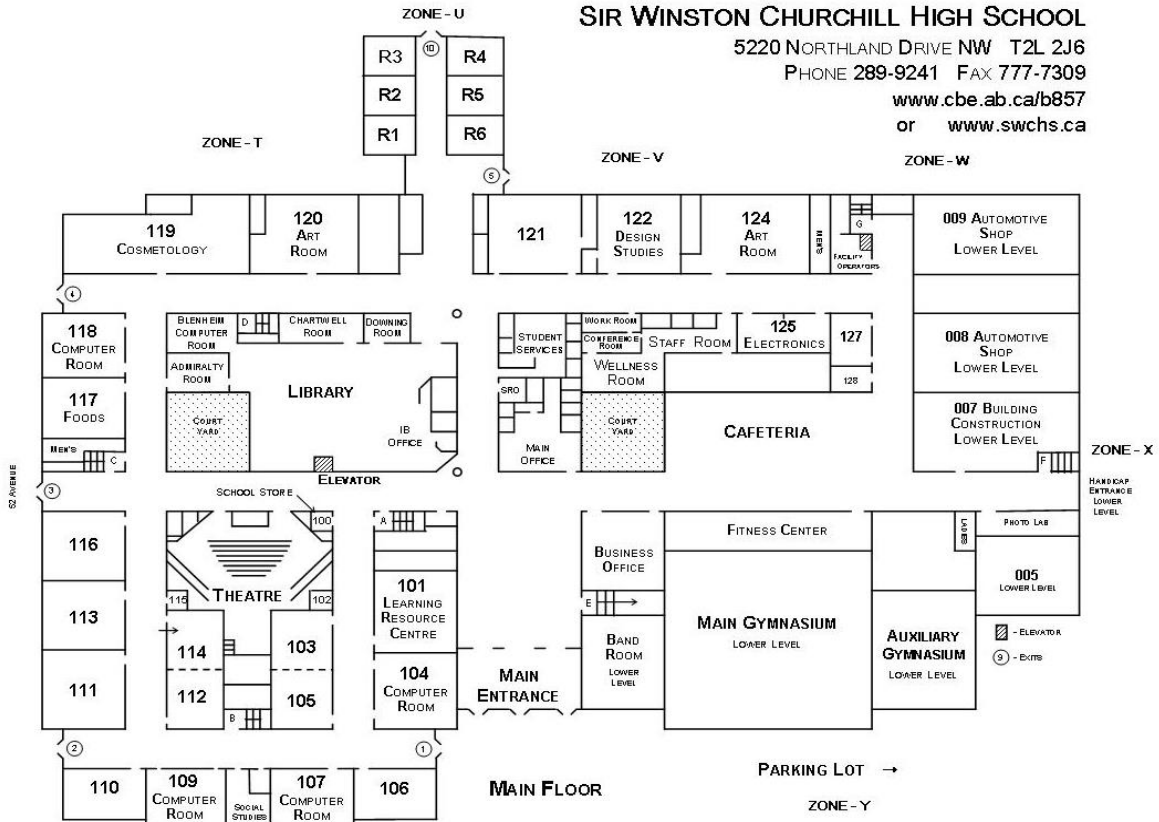 SIR WINSTON CHURCHILL HIGH SCHOOL
5220 NORTHLAND DRIVE NW T2L 2J6
PHONE 289-9241 FAX 777-7309
www.cbe.ab.ca/b857
or www.swchs.ca
ZONE - U
10
R3
R4
R2
R5
R1
R6
ZONE - T
ZONE - V
ZONE - W
5
119
COSMETOLOGY
120
ART
ROOM
121
122
DESIGN
STUDIES
124
ART
ROOM
MEN'S
G
FACILITY
OPERATORS
009 AUTOMOTIVE
SHOP
LOWER LEVEL
4
118
COMPUTER
ROOM
BLENHEIM
COMPUTER
ROOM
D
CHARTWELL
ROOM
DOWNING
ROOM
STUDENT
SERVICES
WORK ROOM
CONFERENCE
ROOM
STAFF ROOM
125
ELECTRONICS
127
008 AUTOMOTIVE
SHOP
LOWER LEVEL
ADMIRALTY
ROOM
WELLNESS
ROOM
128
117
FOODS
LIBRARY
SRO
COURT
YARD
IB
OFFICE
MAIN
OFFICE
COURT
YARD
CAFETERIA
007 BUILDING
CONSTRUCTION
LOWER LEVEL
MEN'S
C
ELEVATOR
F
ZONE - X
HANDICAP
ENTRANCE
LOWER
LEVEL
52 AVENUE
3
SCHOOL STORE
100
A
FITNESS CENTER
LADIES
PHOTO LAB
116
BUSINESS
OFFICE
THEATRE
101
LEARNING
RESOURCE
CENTRE
005
LOWER LEVEL
115
102
E
113
114
103
BAND
ROOM
LOWER
LEVEL
MAIN GYMNASIUM
LOWER LEVEL
AUXILIARY
GYMNASIUM
LOWER LEVEL
- ELEVATOR
9 - EXITS
111
112
105
104
COMPUTER
ROOM
MAIN
ENTRANCE
B
2
1
110
109
COMPUTER
ROOM
SOCIAL
STUDIES
107
COMPUTER
ROOM
106
MAIN FLOOR
PARKING LOT →
ZONE - Y